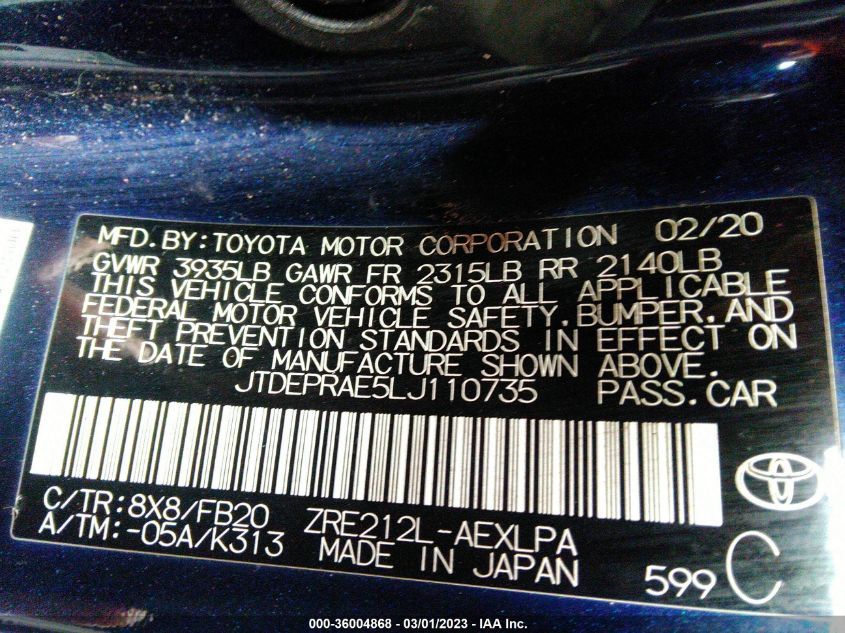 MFD.BY:TOYOTA MOTOR CORPORATION 02/20
GVWR 3935LB GAWR FR 2315LB RR 2140LB
THIS VEHICLE CONFORMS TO ALL APPLICABLE
FEDERAL MOTOR VEHICLE SAFETY,BUMPER,AND
THEFT PREVENTION STANDARDS IN EFFECT ON
THE DATE OF MANUFACTURE SHOWN ABOVE.
JTDEPRAE5LJ110735 PASS.CAR
C/TR:8X8/FB20 ZRE212L-AEXLPA
A/TM:-05A/K313 MADE IN JAPAN
599 C
000-36004868 - 03/01/2023 - IAA Inc.